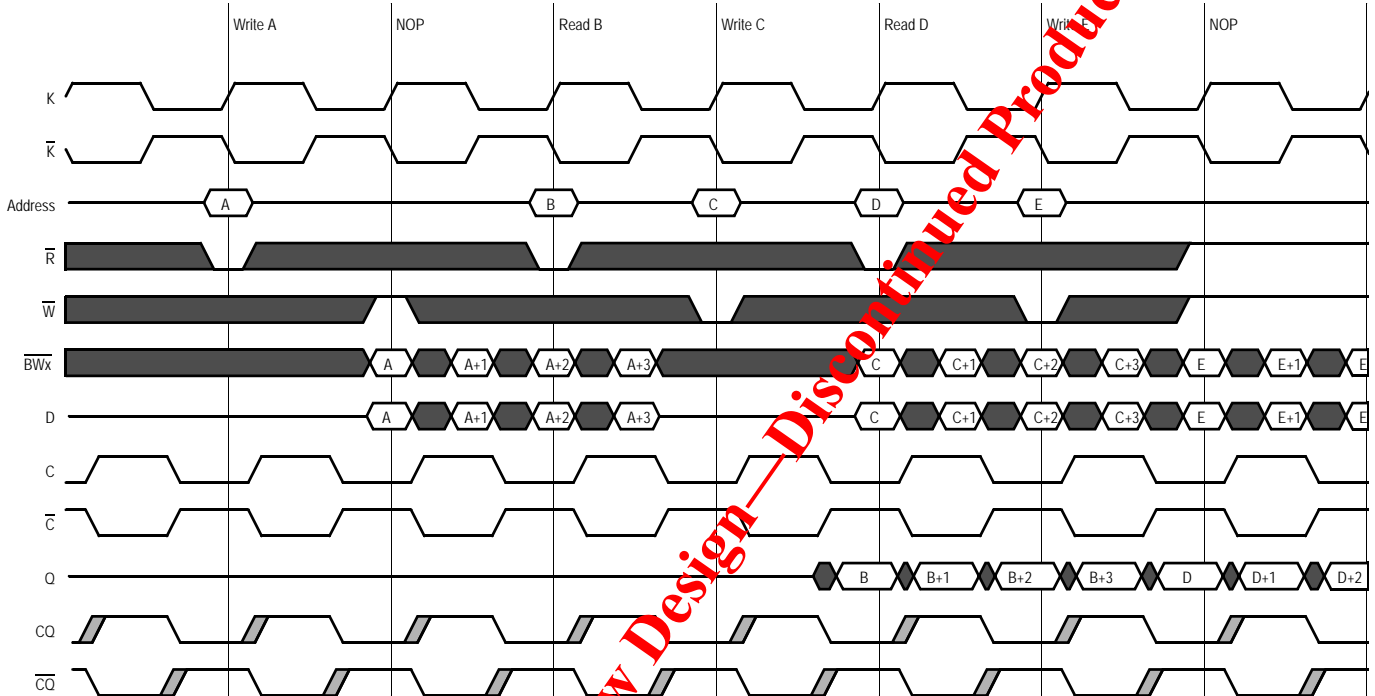 Write A NOP Read B Write C Read D Write E NOP
K
K
Address A B C D E
R
W
BWx A A+1 A+2 A+3 C C+1 C+2 C+3 E E+1 E
D A A+1 A+2 A+3 C C+1 C+2 C+3 E E+1 E
C
C
Q B B+1 B+2 B+3 D D+1 D+2
CQ
CQ
Design—Discontinued